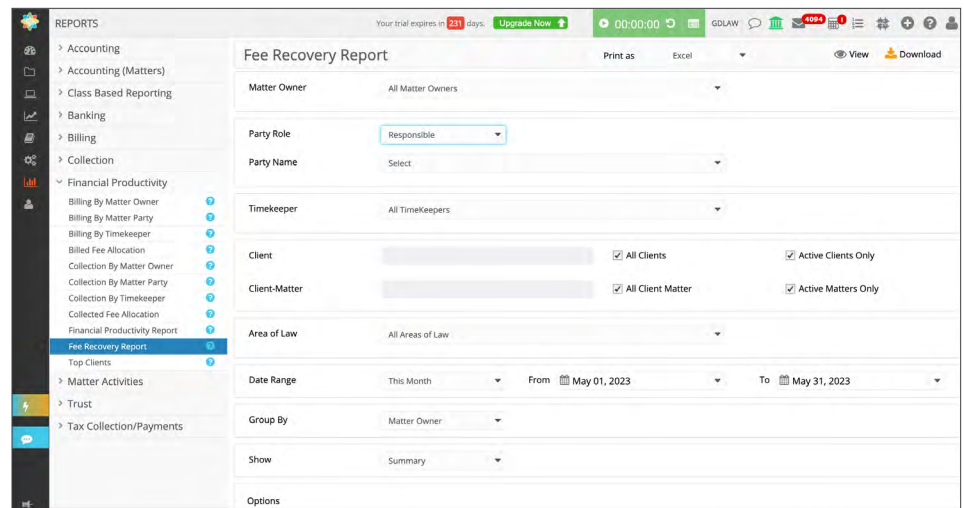 REPORTS
Your trial expires in 231 days. Upgrade Now
00:00:00
GDLAW
4094
Accounting
Accounting (Matters)
Class Based Reporting
Banking
Billing
Collection
Financial Productivity
Billing By Matter Owner
Billing By Matter Party
Billing By Timekeeper
Billed Fee Allocation
Collection By Matter Owner
Collection By Matter Party
Collection By Timekeeper
Collected Fee Allocation
Financial Productivity Report
Fee Recovery Report
Top Clients
Matter Activities
Trust
Tax Collection/Payments
Fee Recovery Report
Print as Excel
View
Download
Matter Owner All Matter Owners
Party Role Responsible
Party Name Select
Timekeeper All TimeKeepers
Client All Clients Active Clients Only
Client-Matter All Client Matter Active Matters Only
Area of Law All Areas of Law
Date Range This Month From May 01, 2023 To May 31, 2023
Group By Matter Owner
Show Summary
Options